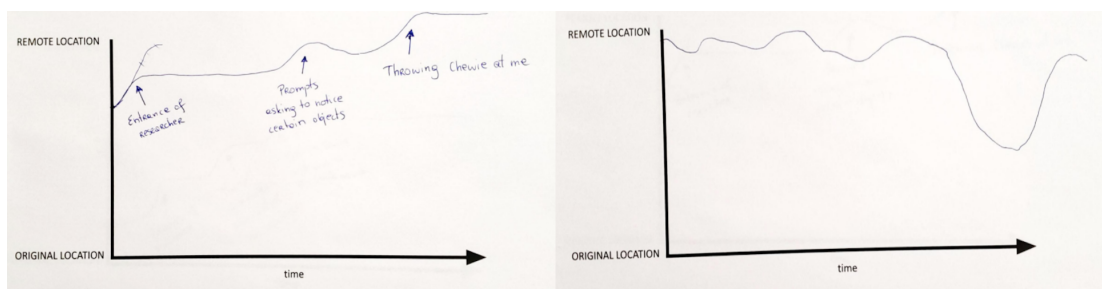 REMOTE LOCATION
Entrance of
researcher
Prompts
asking to notice
certain objects
Throwing Chewie at me
ORIGINAL LOCATION
time
REMOTE LOCATION
ORIGINAL LOCATION
time